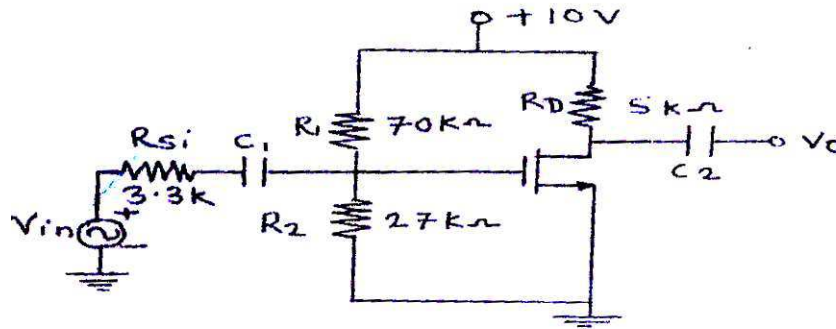 +10V
RD 5kΩ
R1 70kΩ
Rsi C1
3.3k
C2
Vo
Vin
+
-
R2 27kΩ